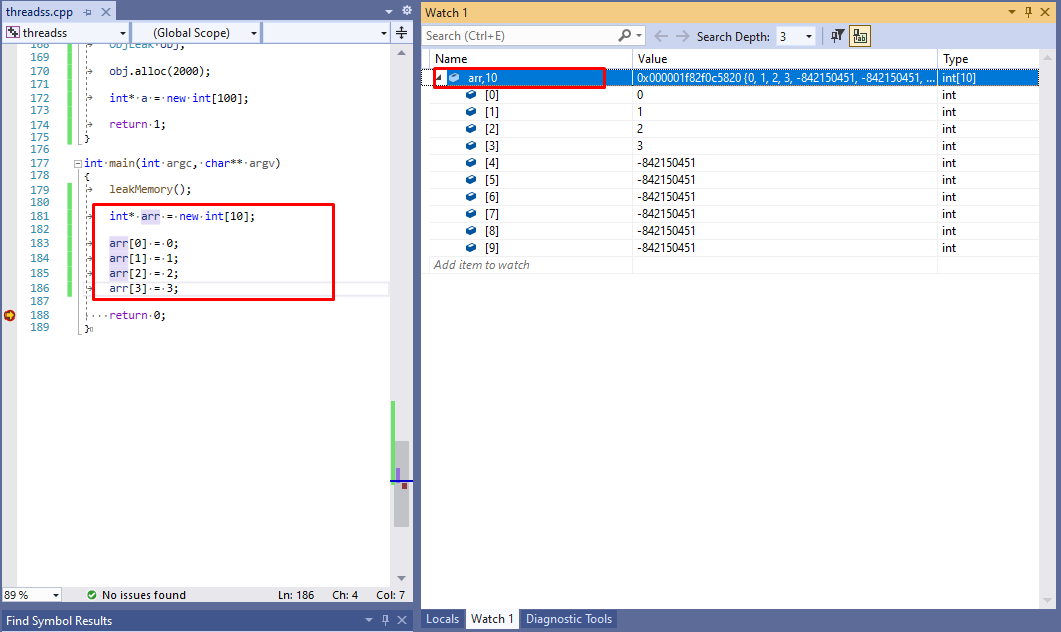 threadss.cpp
threadss
(Global Scope)
168 ObjLeak obj;
169
170 obj.alloc(2000);
171
172 int* a = new int[100];
173
174 return 1;
175 }
176
177 int main(int argc, char** argv)
178 {
179 leakMemory();
180
181 int* arr = new int[10];
182
183 arr[0] = 0;
184 arr[1] = 1;
185 arr[2] = 2;
186 arr[3] = 3;
187
188 return 0;
189 }
89 % No issues found Ln: 186 Ch: 4 Col: 7
Find Symbol Results
Watch 1
Search (Ctrl+E) Search Depth: 3
Name Value Type
arr,10 0x000001f82f0c5820 {0, 1, 2, 3, -842150451, -842150451, ... int[10]
[0] 0 int
[1] 1 int
[2] 2 int
[3] 3 int
[4] -842150451 int
[5] -842150451 int
[6] -842150451 int
[7] -842150451 int
[8] -842150451 int
[9] -842150451 int
Add item to watch
Locals Watch 1 Diagnostic Tools